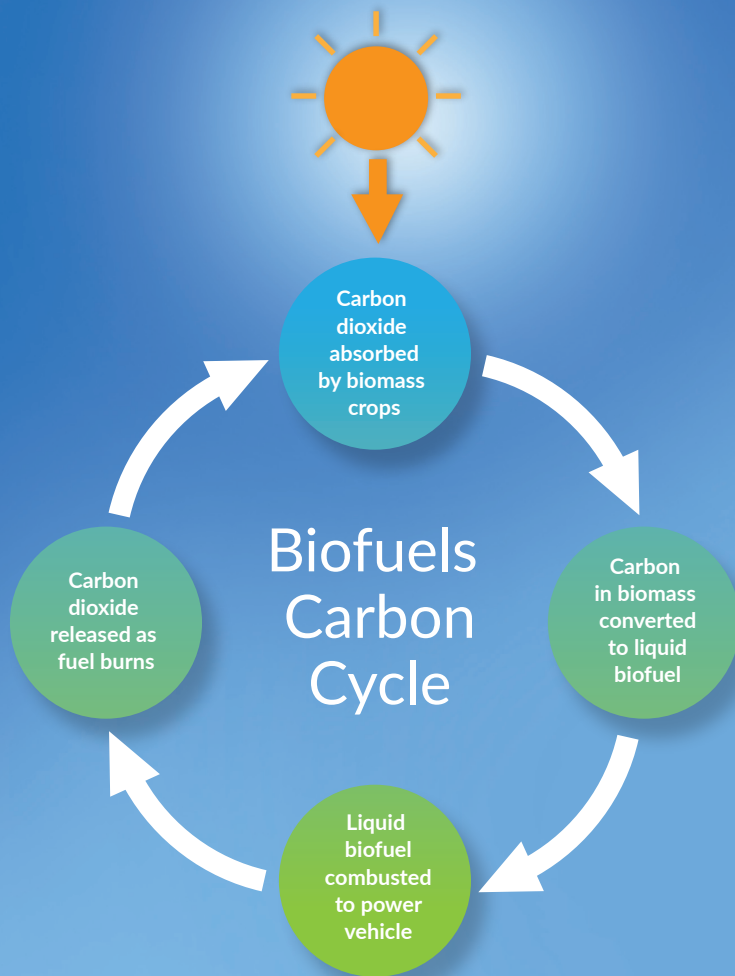 Carbon
dioxide
absorbed
by biomass
crops
Biofuels
Carbon
Cycle
Carbon
dioxide
released as
fuel burns
Carbon
in biomass
converted
to liquid
biofuel
Liquid
biofuel
combusted
to power
vehicle